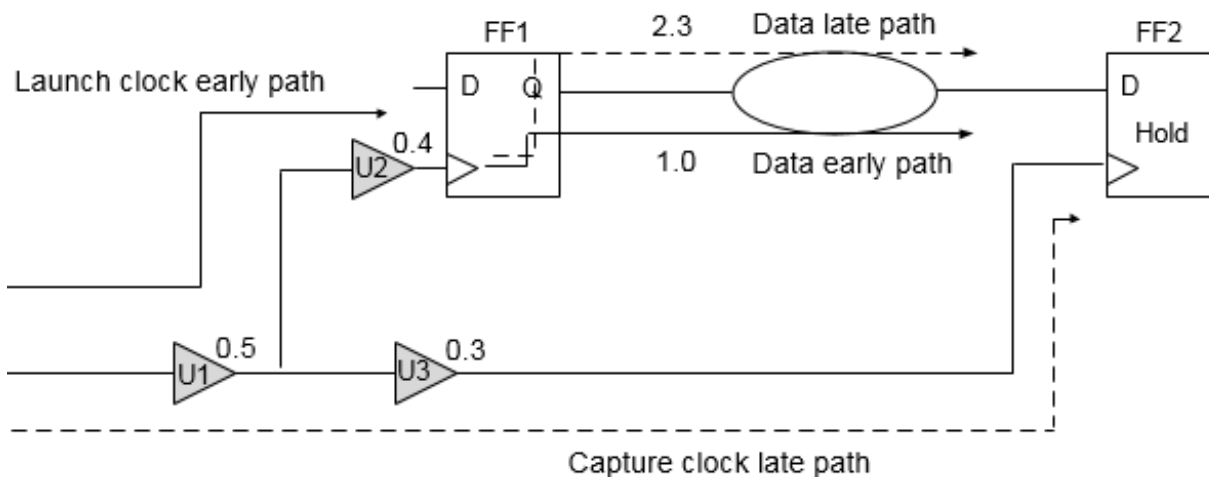 FF1
2.3
Data late path
FF2
Launch clock early path
D
Q
D
0.4
Hold
U2
1.0
Data early path
0.5
0.3
U1
U3
Capture clock late path